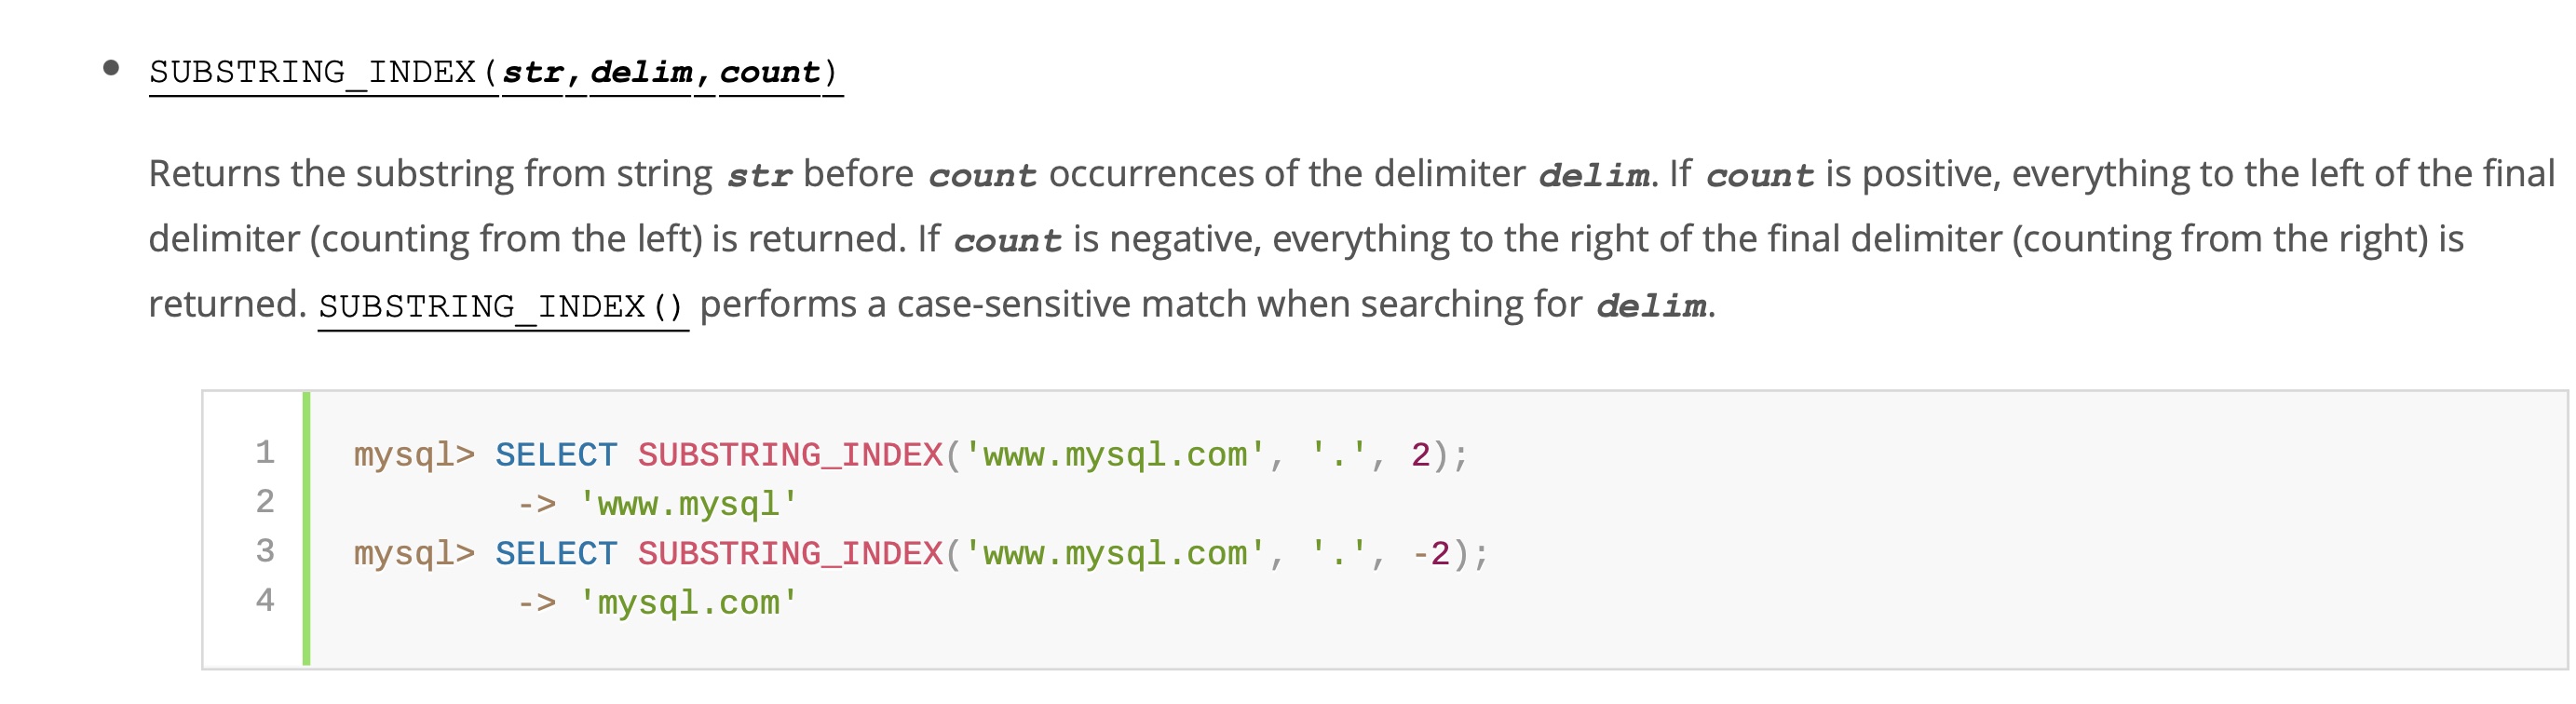 • SUBSTRING_INDEX(str,delim,count)
Returns the substring from string str before count occurrences of the delimiter delim. If count is positive, everything to the left of the final
delimiter (counting from the left) is returned. If count is negative, everything to the right of the final delimiter (counting from the right) is
returned. SUBSTRING_INDEX() performs a case-sensitive match when searching for delim.
1 mysql> SELECT SUBSTRING_INDEX('www.mysql.com', '.', 2);
2 -> 'www.mysql'
3 mysql> SELECT SUBSTRING_INDEX('www.mysql.com', '.', -2);
4 -> 'mysql.com'